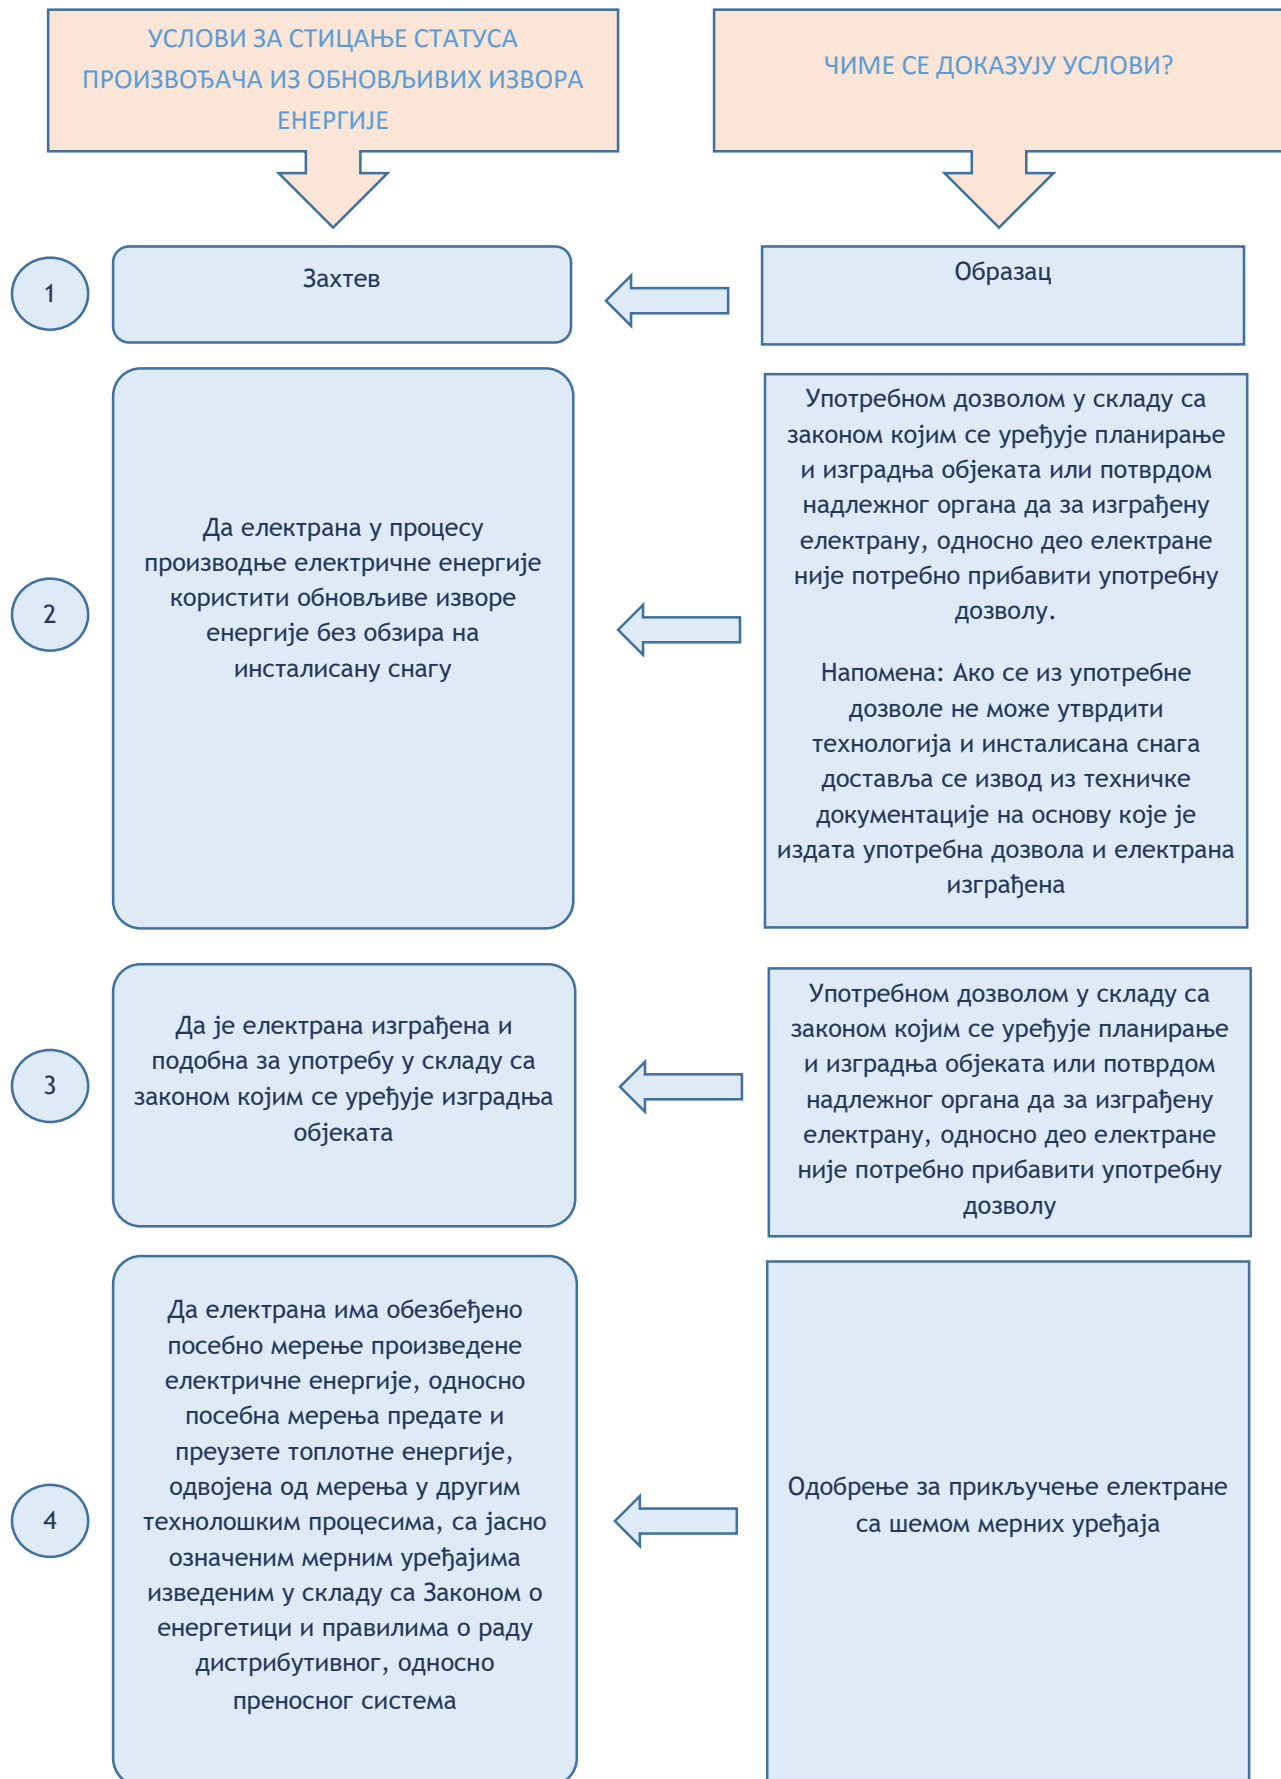 УСЛОВИ ЗА СТИЦАЊЕ СТАТУСА
ПРОИЗВОЂАЧА ИЗ ОБНОВЉИВИХ ИЗВОРА
ЕНЕРГИЈЕ
ЧИМЕ СЕ ДОКАЗУЈУ УСЛОВИ?
1
Захтев
Образац
2
Да електрана у процесу
производње електричне енергије
користити обновљиве изворе
енергије без обзира на
инсталисану снагу
Употребном дозволом у складу са
законом којим се уређује планирање
и изградња објеката или потврдом
надлежног органа да за изграђену
електрану, односно део електране
није потребно прибавити употребну
дозволу.
Напомена: Ако се из употребне
дозволе не може утврдити
технологија и инсталисана снага
доставља се извод из техничке
документације на основу које је
издата употребна дозвола и електрана
изграђена
3
Да је електрана изграђена и
подобна за употребу у складу са
законом којим се уређује изградња
објеката
Употребном дозволом у складу са
законом којим се уређује планирање
и изградња објеката или потврдом
надлежног органа да за изграђену
електрану, односно део електране
није потребно прибавити употребну
дозволу
4
Да електрана има обезбеђено
посебно мерење произведене
електричне енергије, односно
посебна мерења предате и
преузете топлотне енергије,
одвојена од мерења у другим
технолошким процесима, са јасно
означеним мерним уређајима
изведеним у складу са Законом о
енергетици и правилима о раду
дистрибутивног, односно
преносног система
Одобрење за прикључење електране
са шемом мерних уређаја